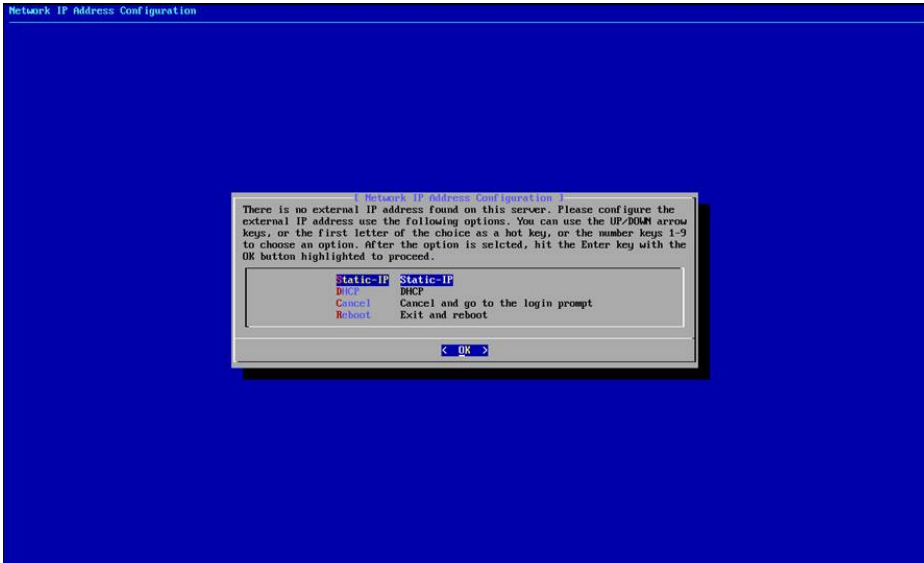 Network IP Address Configuration
[ Network IP Address Configuration ]
There is no external IP address found on this server. Please configure the
external IP address use the following options. You can use the UP/DOWN arrow
keys, or the first letter of the choice as a hot key, or the number keys 1-9
to choose an option. After the option is selcted, hit the Enter key with the
OK button highlighted to proceed.
Static-IP Static-IP
DHCP DHCP
Cancel Cancel and go to the login prompt
Reboot Exit and reboot
< OK >